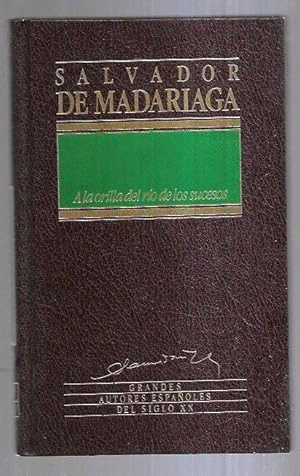 SALVADOR
DE MADARIAGA
A la orilla del río de los sucesos
GRANDES
AUTORES ESPAÑOLES
DEL SIGLO XX